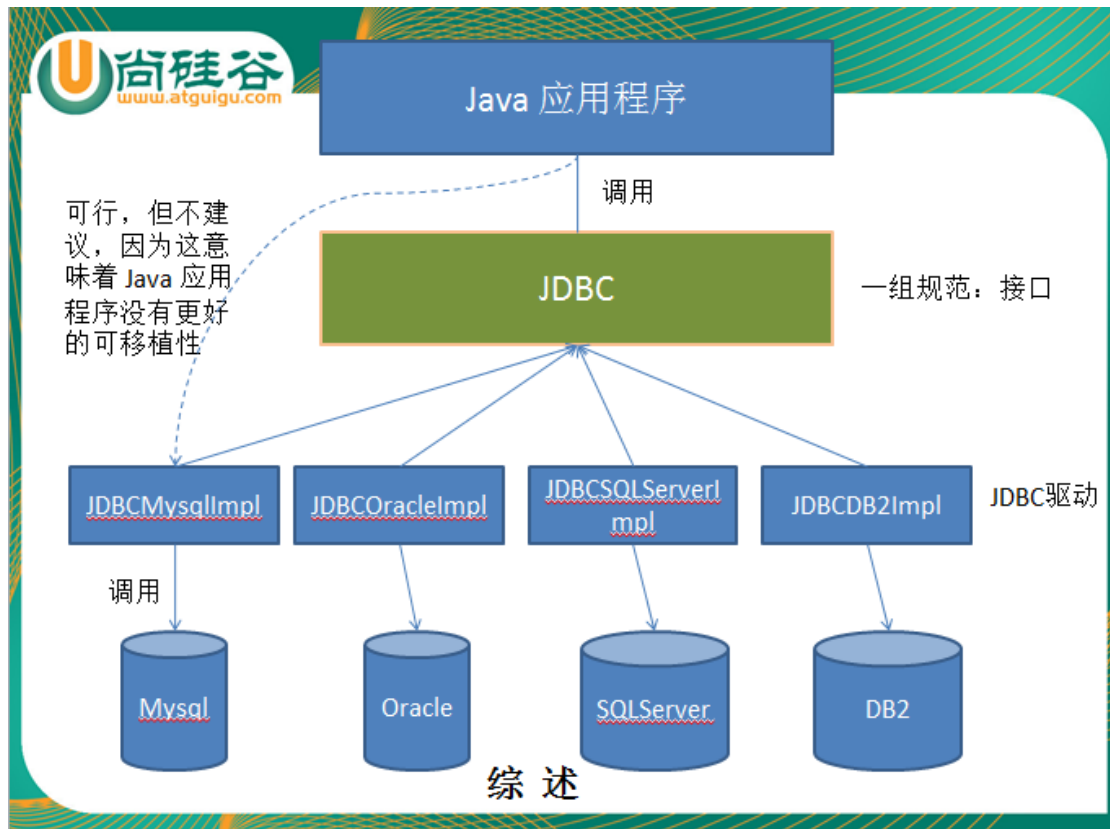 尚硅谷
www.atguigu.com
Java 应用程序
调用
可行，但不建
议，因为这意
味着 Java 应用
程序没有更好
的可移植性
JDBC
一组规范：接口
JDBCMysqlImpl
JDBCOracleImpl
JDBCSQLServerI
mpl
JDBCDB2Impl
JDBC驱动
调用
Mysql
Oracle
SQLServer
DB2
综 述